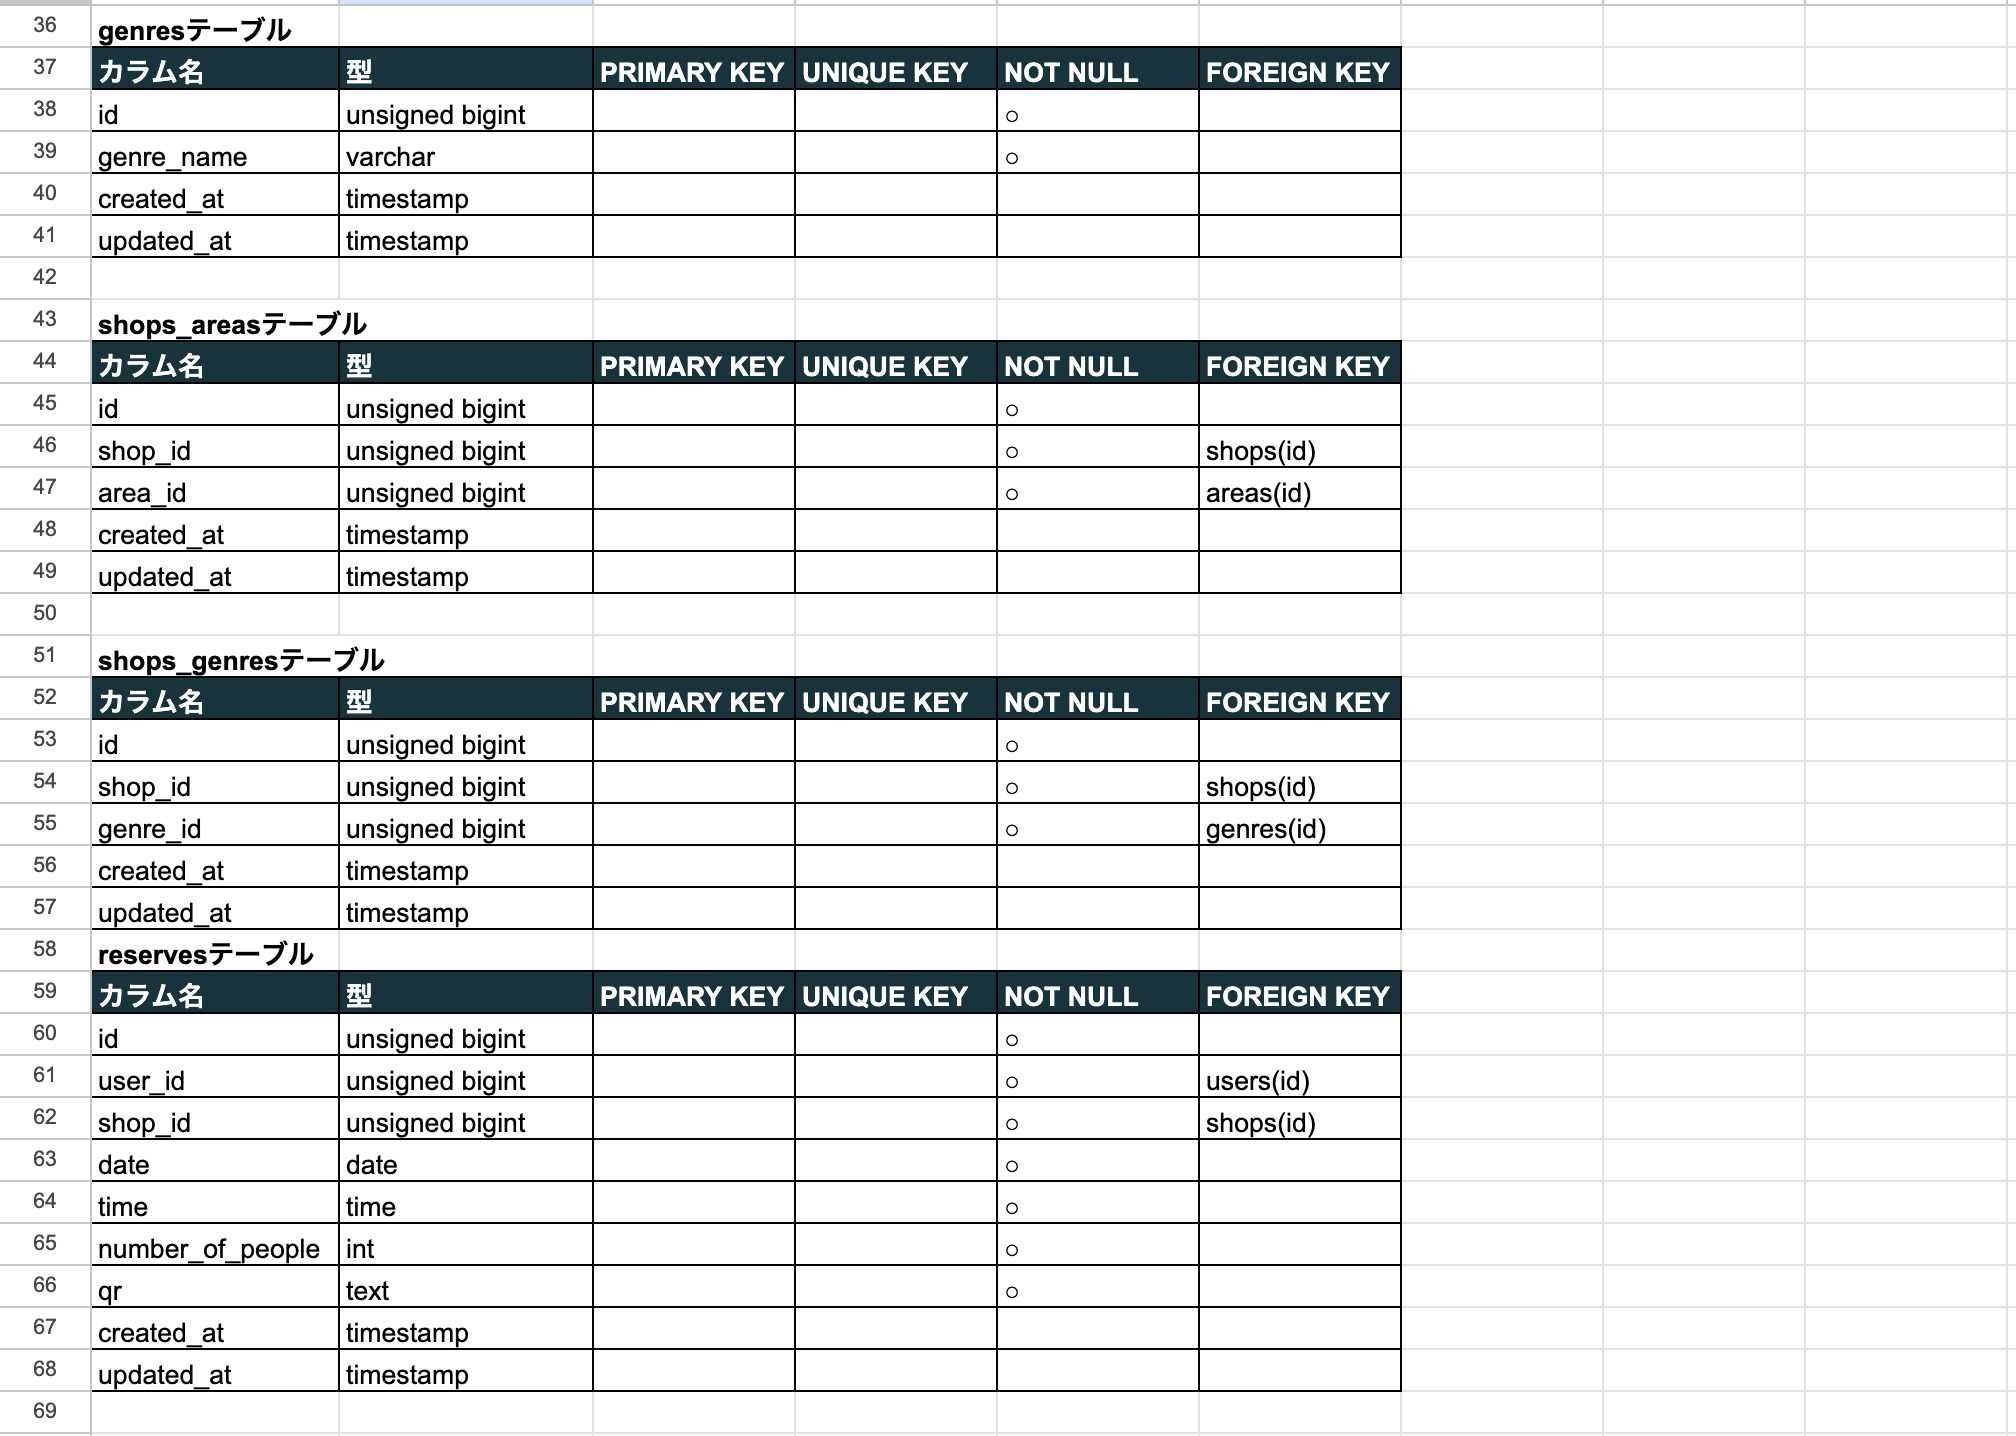 36 genresテーブル
37 カラム名 型 PRIMARY KEY UNIQUE KEY NOT NULL FOREIGN KEY
38 id unsigned bigint ○
39 genre_name varchar ○
40 created_at timestamp
41 updated_at timestamp
42
43 shops_areasテーブル
44 カラム名 型 PRIMARY KEY UNIQUE KEY NOT NULL FOREIGN KEY
45 id unsigned bigint ○
46 shop_id unsigned bigint ○ shops(id)
47 area_id unsigned bigint ○ areas(id)
48 created_at timestamp
49 updated_at timestamp
50
51 shops_genresテーブル
52 カラム名 型 PRIMARY KEY UNIQUE KEY NOT NULL FOREIGN KEY
53 id unsigned bigint ○
54 shop_id unsigned bigint ○ shops(id)
55 genre_id unsigned bigint ○ genres(id)
56 created_at timestamp
57 updated_at timestamp
58 reservesテーブル
59 カラム名 型 PRIMARY KEY UNIQUE KEY NOT NULL FOREIGN KEY
60 id unsigned bigint ○
61 user_id unsigned bigint ○ users(id)
62 shop_id unsigned bigint ○ shops(id)
63 date date ○
64 time time ○
65 number_of_people int ○
66 qr text ○
67 created_at timestamp
68 updated_at timestamp
69